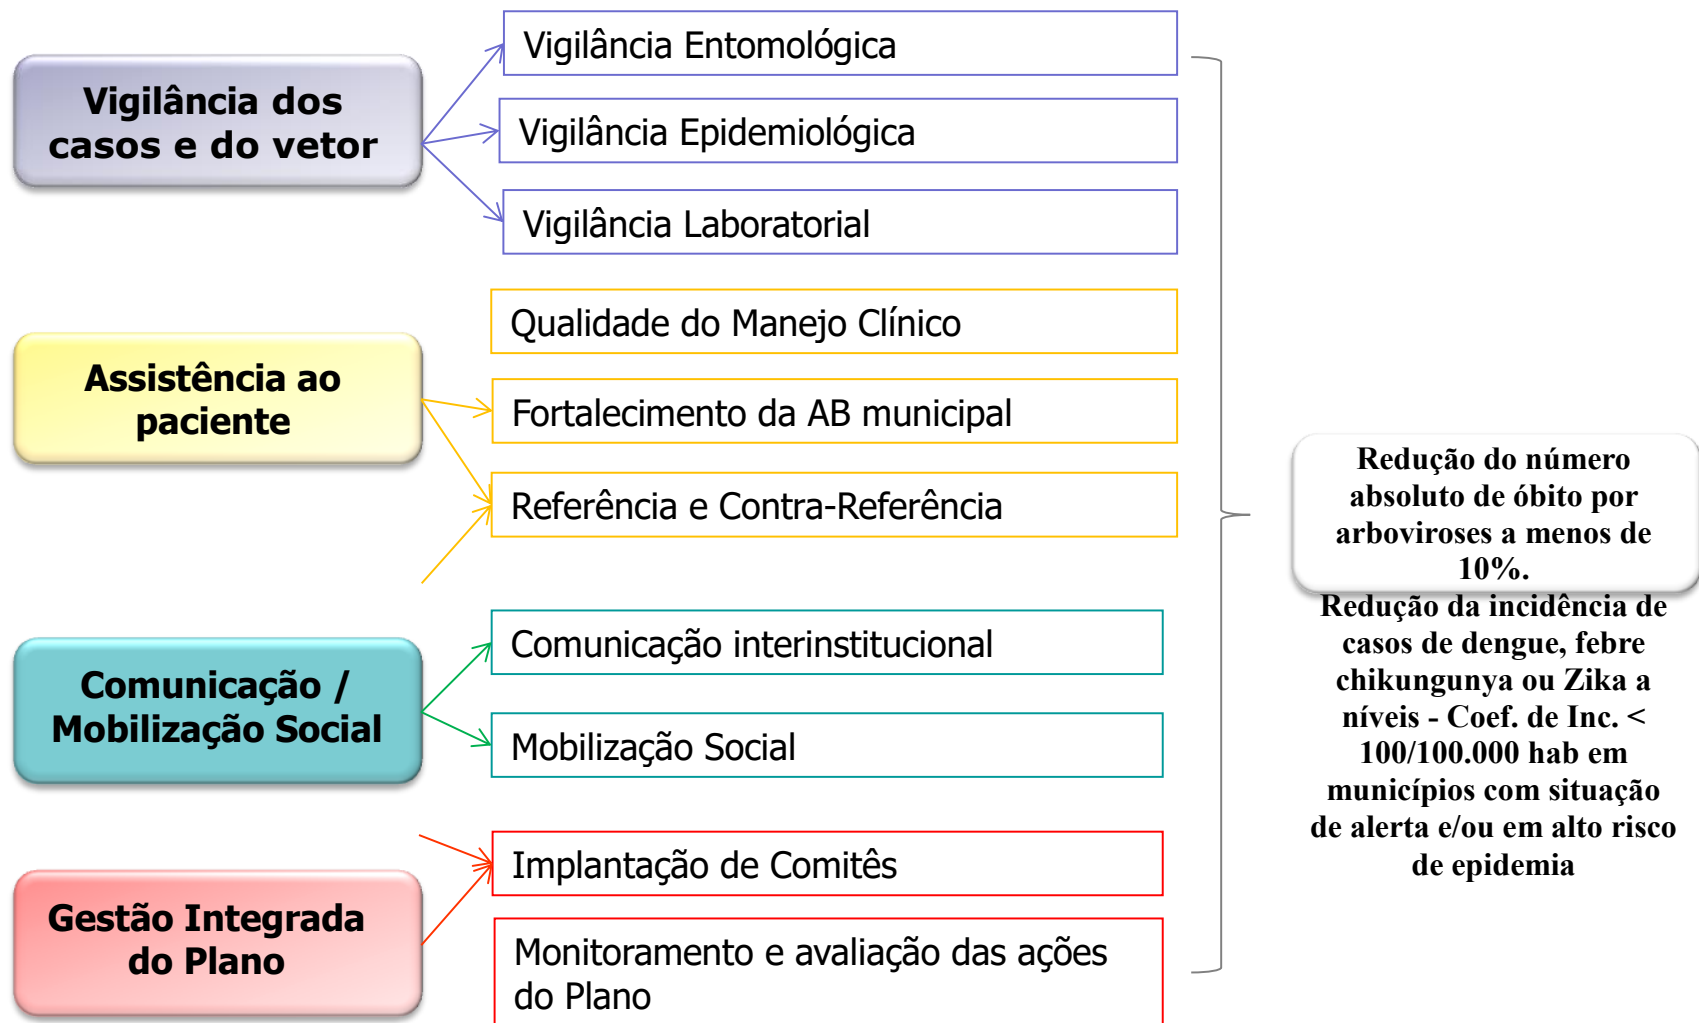 Vigilância dos
casos e do vetor
Vigilância Entomológica
Vigilância Epidemiológica
Vigilância Laboratorial
Assistência ao
paciente
Qualidade do Manejo Clínico
Fortalecimento da AB municipal
Referência e Contra-Referência
Comunicação /
Mobilização Social
Comunicação interinstitucional
Mobilização Social
Gestão Integrada
do Plano
Implantação de Comitês
Monitoramento e avaliação das ações
do Plano
Redução do número
absoluto de óbito por
arboviroses a menos de
10%.
Redução da incidência de
casos de dengue, febre
chikungunya ou Zika a
níveis - Coef. de Inc. <
100/100.000 hab em
municípios com situação
de alerta e/ou em alto risco
de epidemia